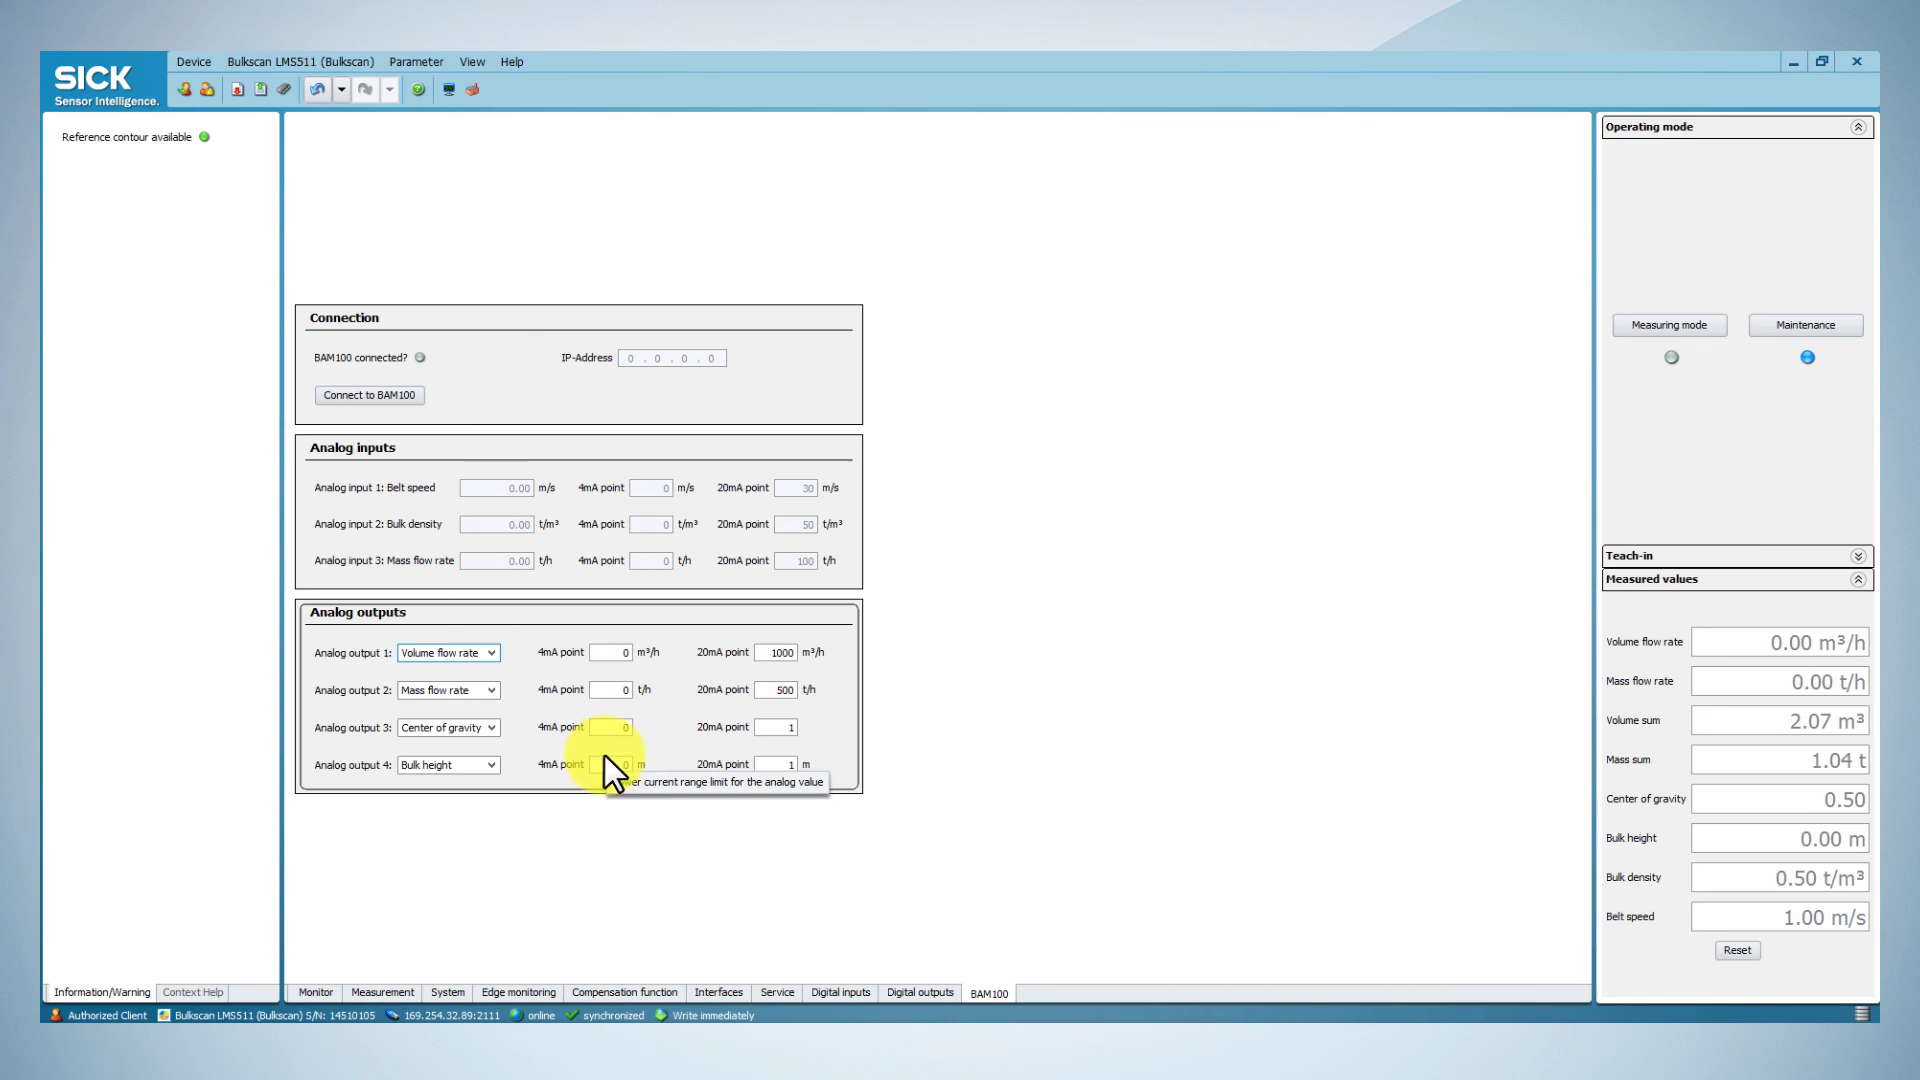 SICK
Sensor Intelligence.
Device Bulkscan LMS511 (Bulkscan) Parameter View Help
Reference contour available
Connection
BAM100 connected? IP-Address 0 . 0 . 0 . 0
Connect to BAM100
Analog inputs
Analog input 1: Belt speed 0.00 m/s 4mA point 0 m/s 20mA point 30 m/s
Analog input 2: Bulk density 0.00 t/m³ 4mA point 0 t/m³ 20mA point 50 t/m³
Analog input 3: Mass flow rate 0.00 t/h 4mA point 0 t/h 20mA point 100 t/h
Analog outputs
Analog output 1: Volume flow rate 4mA point 0 m³/h 20mA point 1000 m³/h
Analog output 2: Mass flow rate 4mA point 0 t/h 20mA point 500 t/h
Analog output 3: Center of gravity 4mA point 0 20mA point 1
Analog output 4: Bulk height 4mA point 0 m 20mA point 1 m
current range limit for the analog value
Operating mode
Measuring mode Maintenance
Teach-in
Measured values
Volume flow rate 0.00 m³/h
Mass flow rate 0.00 t/h
Volume sum 2.07 m³
Mass sum 1.04 t
Center of gravity 0.50
Bulk height 0.00 m
Bulk density 0.50 t/m³
Belt speed 1.00 m/s
Reset
Information/Warning Context Help
Monitor Measurement System Edge monitoring Compensation function Interfaces Service Digital inputs Digital outputs BAM100
Authorized Client Bulkscan LMS511 (Bulkscan) S/N: 14510105 169.254.32.89:2111 online synchronized Write immediately